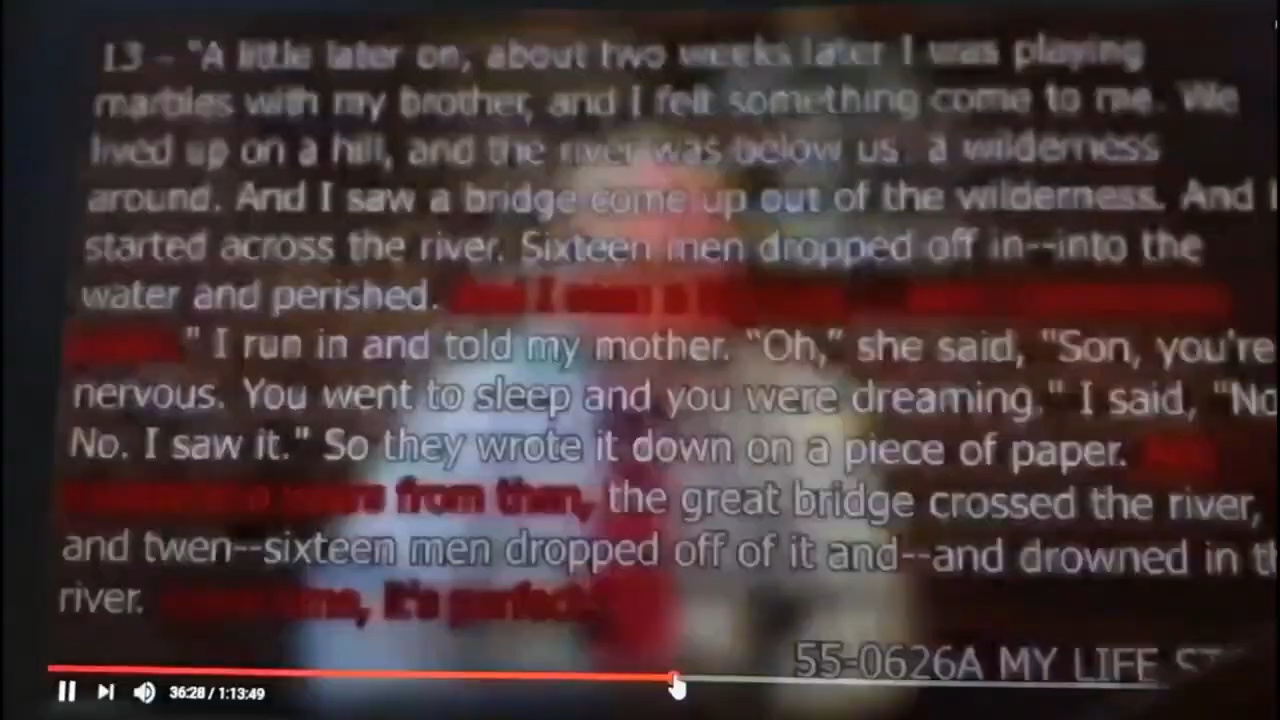 13 - "A little later on, about two weeks later I was playing
marbles with my brother, and I felt something come to me. We
lived up on a hill, and the river was below us, a wilderness
around. And I saw a bridge come up out of the wilderness. And I
started across the river. Sixteen men dropped off in--into the
water and perished.
" I run in and told my mother. “Oh,” she said, "Son, you're
nervous. You went to sleep and you were dreaming." I said, "No
No. I saw it." So they wrote it down on a piece of paper.
from then, the great bridge crossed the river,
and twen--sixteen men dropped off of it and--and drowned in th
river. time, it's perfect
55-0626A MY LIFE ST
36:28 / 1:13:49